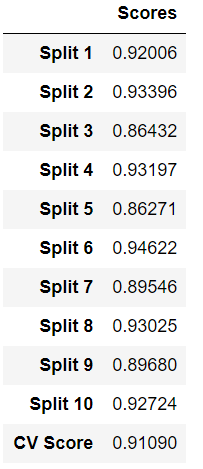 Scores
Split 1 0.92006
Split 2 0.93396
Split 3 0.86432
Split 4 0.93197
Split 5 0.86271
Split 6 0.94622
Split 7 0.89546
Split 8 0.93025
Split 9 0.89680
Split 10 0.92724
CV Score 0.91090